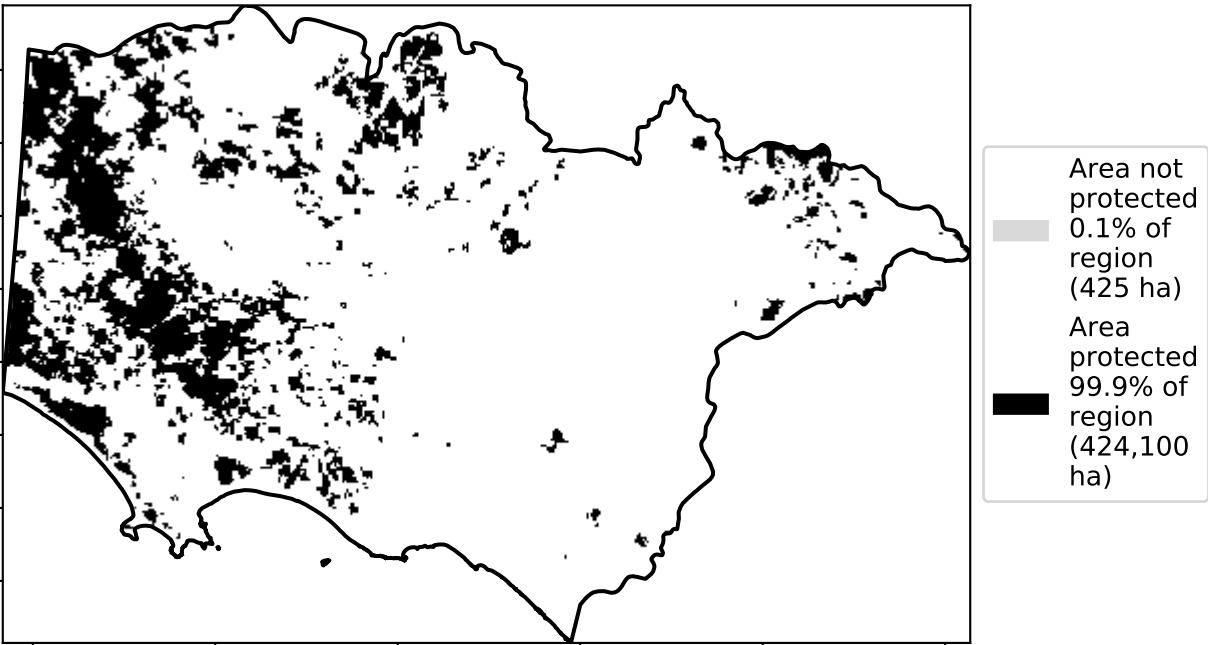 Area not
protected
0.1% of
region
(425 ha)
Area
protected
99.9% of
region
(424,100
ha)